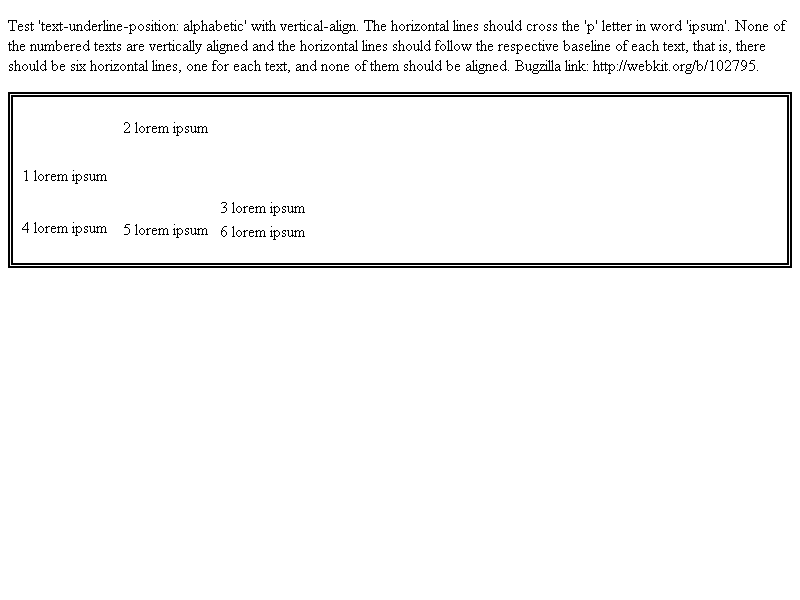 Test 'text-underline-position: alphabetic' with vertical-align. The horizontal lines should cross the 'p' letter in word 'ipsum'. None of
the numbered texts are vertically aligned and the horizontal lines should follow the respective baseline of each text, that is, there
should be six horizontal lines, one for each text, and none of them should be aligned. Bugzilla link: http://webkit.org/b/102795.
2 lorem ipsum
1 lorem ipsum
3 lorem ipsum
4 lorem ipsum 5 lorem ipsum 6 lorem ipsum